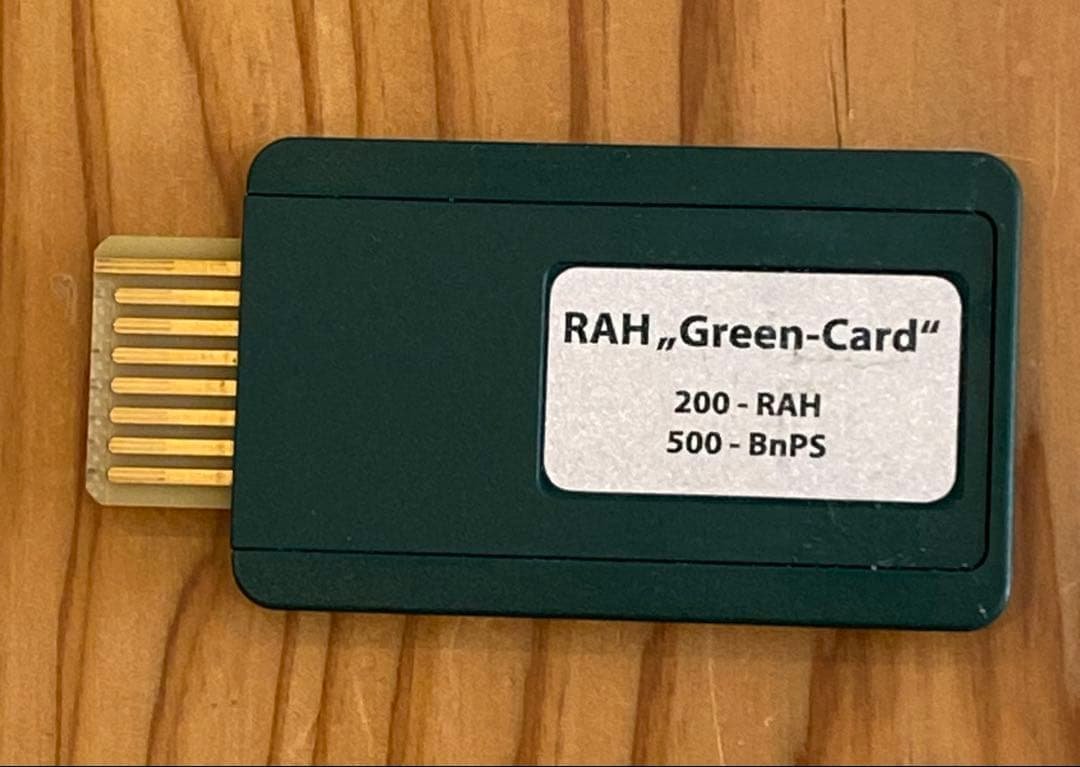 RAH „Green-Card“
200 - RAH
500 - BnPS